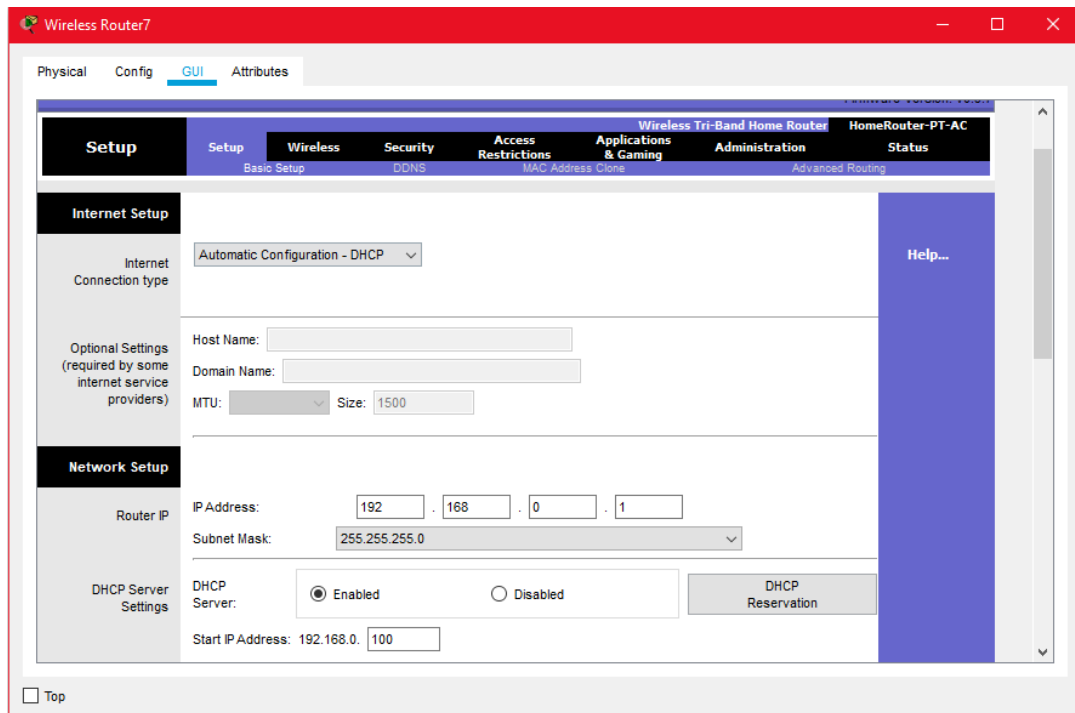 Wireless Router7
Physical Config GUI Attributes
Wireless Tri-Band Home Router HomeRouter-PT-AC
Setup
Setup Wireless Security Access Restrictions Applications & Gaming Administration Status
Basic Setup DDNS MAC Address Clone Advanced Routing
Internet Setup
Internet
Connection type
Automatic Configuration - DHCP
Help...
Optional Settings
(required by some
internet service
providers)
Host Name:
Domain Name:
MTU: Size: 1500
Network Setup
Router IP
IP Address: 192 . 168 . 0 . 1
Subnet Mask: 255.255.255.0
DHCP Server
Settings
DHCP
Server:
Enabled Disabled
DHCP
Reservation
Start IP Address: 192.168.0. 100
Top